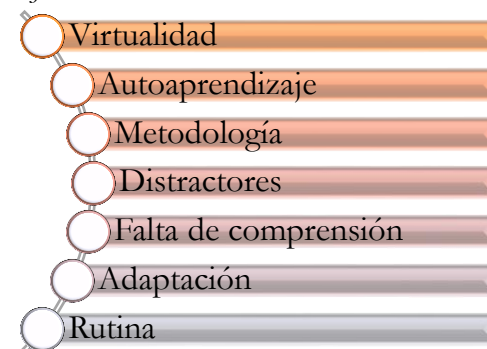 Virtualidad
Autoaprendizaje
Metodología
Distractores
Falta de comprensión
Adaptación
Rutina